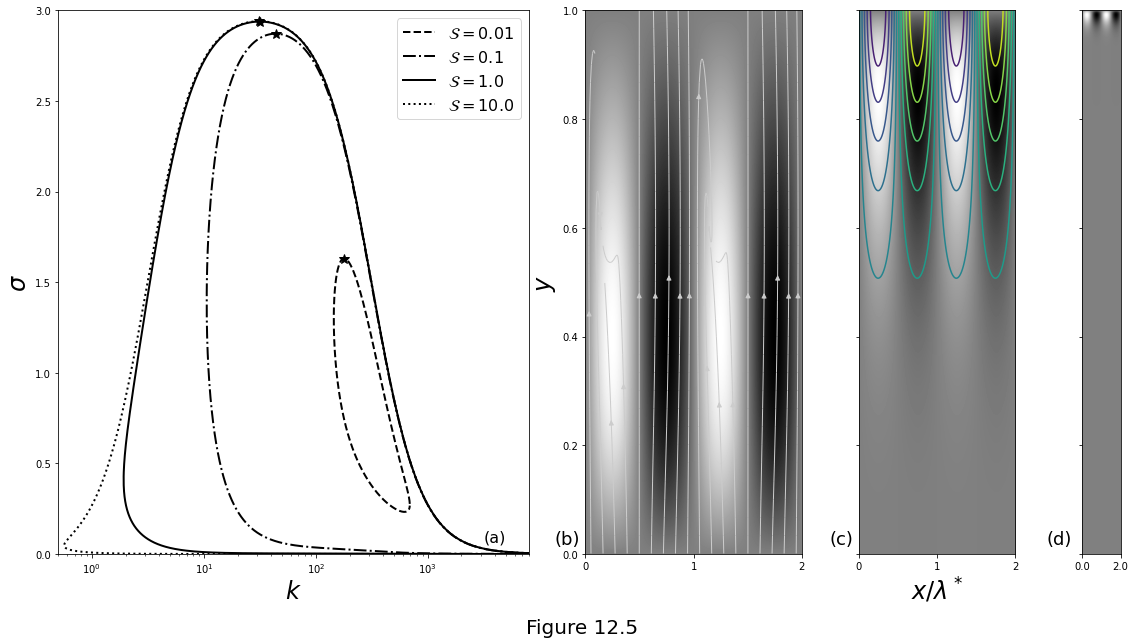 3.0
2.5
2.0
1.5
1.0
0.5
0.0
σ
10⁰
10¹
10²
10³
k
𝒮 = 0.01
𝒮 = 0.1
𝒮 = 1.0
𝒮 = 10.0
(a)
1.0
0.8
0.6
0.4
0.2
0.0
y
0
1
2
(b)
0
1
2
x/λ*
(c)
0.0
2.0
(d)
Figure 12.5